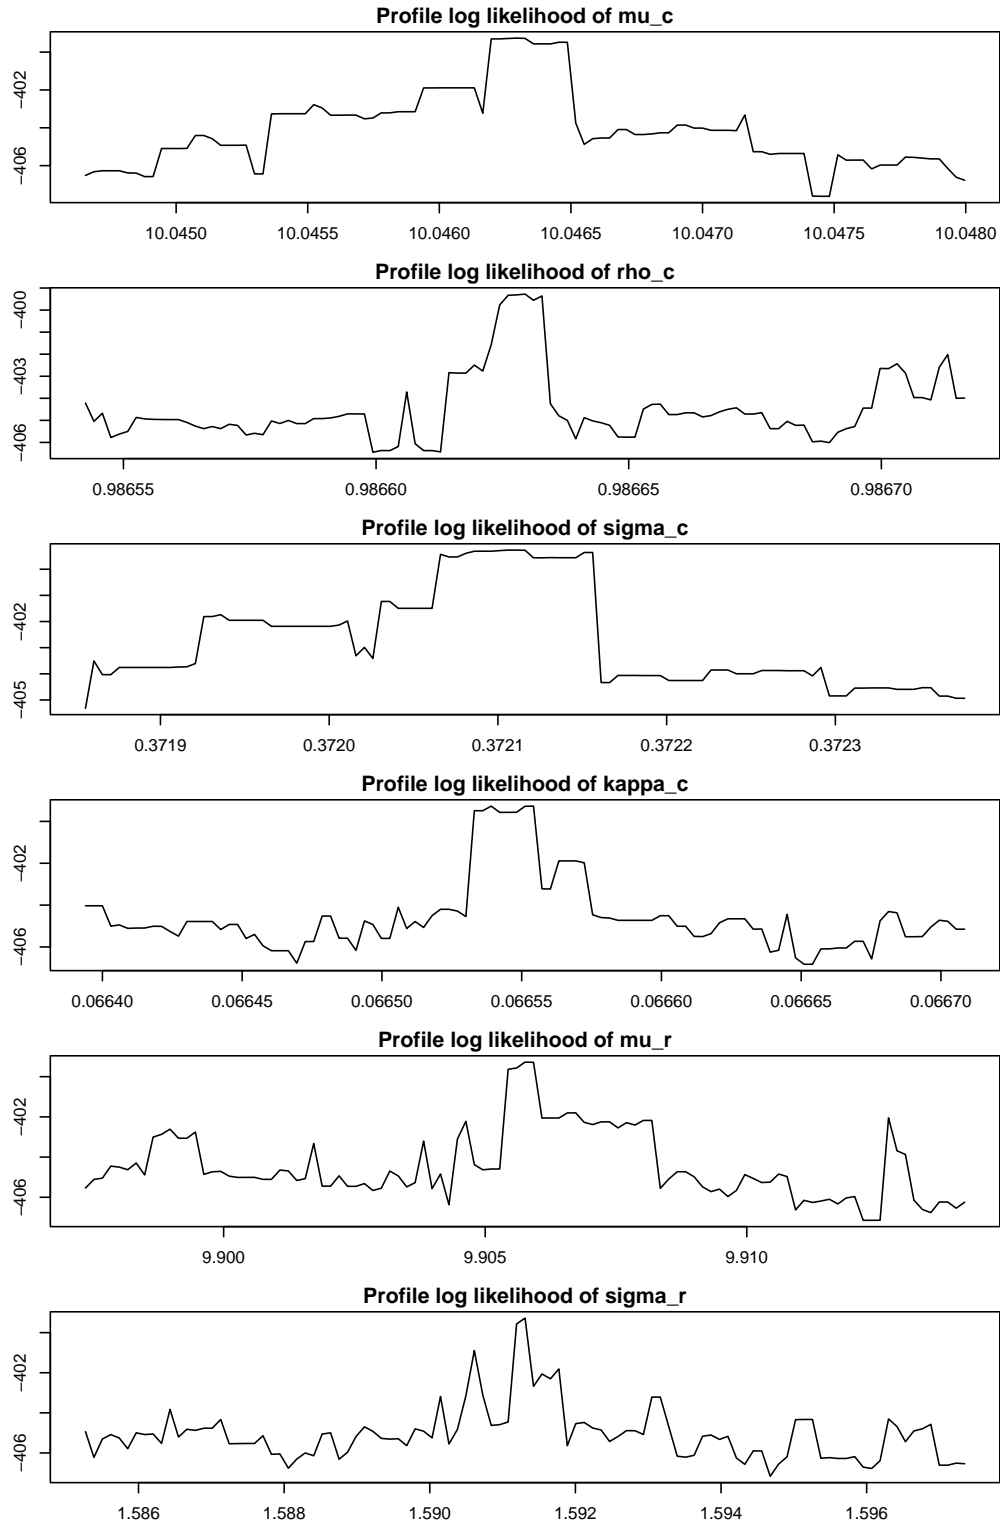 Profile log likelihood of mu_c
−402
−406
10.0450 10.0455 10.0460 10.0465 10.0470 10.0475 10.0480
Profile log likelihood of rho_c
−400
−403
−406
0.98655 0.98660 0.98665 0.98670
Profile log likelihood of sigma_c
−402
−405
0.3719 0.3720 0.3721 0.3722 0.3723
Profile log likelihood of kappa_c
−402
−406
0.06640 0.06645 0.06650 0.06655 0.06660 0.06665 0.06670
Profile log likelihood of mu_r
−402
−406
9.900 9.905 9.910
Profile log likelihood of sigma_r
−402
−406
1.586 1.588 1.590 1.592 1.594 1.596